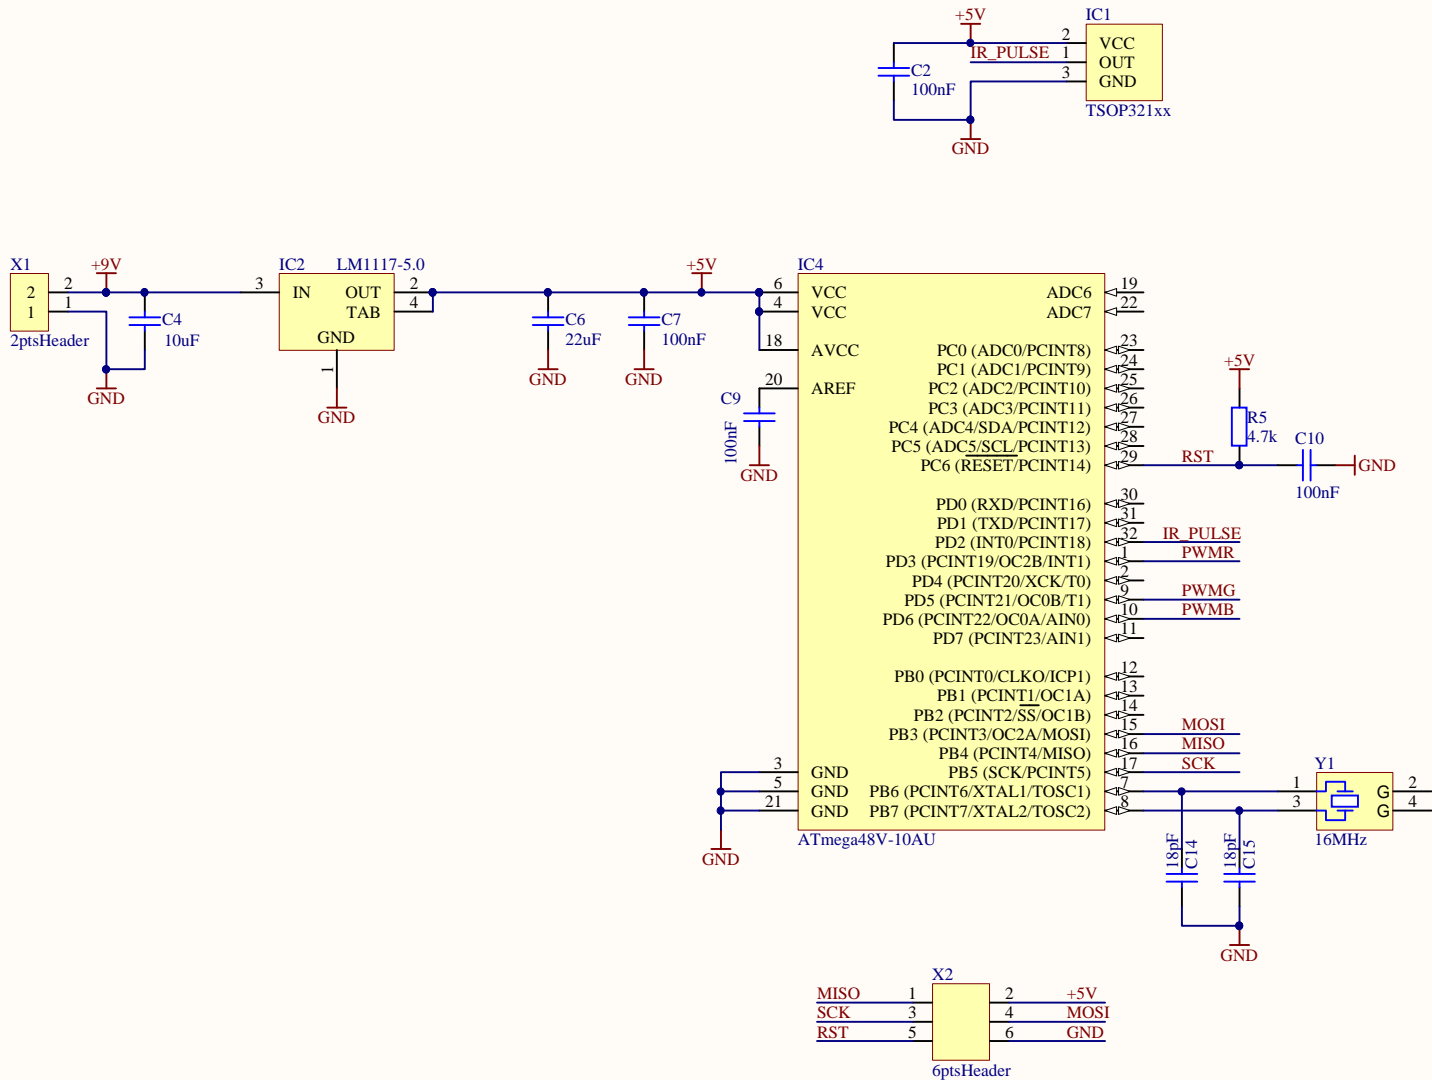 +5V
IC1
2
VCC
IR_PULSE
1
OUT
3
GND
C2
100nF
TSOP321xx
GND
X1
+9V
IC2
LM1117-5.0
+5V
IC4
2
2
1
1
3
IN
OUT
2
TAB
4
GND
1
C4
10uF
2ptsHeader
GND
GND
C6
22uF
GND
C7
100nF
GND
6
VCC
4
VCC
18
AVCC
20
AREF
C9
100nF
GND
ADC6
19
ADC7
22
PC0 (ADC0/PCINT8)
23
PC1 (ADC1/PCINT9)
24
PC2 (ADC2/PCINT10)
25
PC3 (ADC3/PCINT11)
26
PC4 (ADC4/SDA/PCINT12)
27
PC5 (ADC5/SCL/PCINT13)
28
PC6 (RESET/PCINT14)
29
RST
+5V
R5
4.7k
C10
100nF
GND
PD0 (RXD/PCINT16)
30
PD1 (TXD/PCINT17)
31
PD2 (INT0/PCINT18)
32
IR_PULSE
PD3 (PCINT19/OC2B/INT1)
1
PWMR
PD4 (PCINT20/XCK/T0)
2
PD5 (PCINT21/OC0B/T1)
9
PWMG
PD6 (PCINT22/OC0A/AIN0)
10
PWMB
PD7 (PCINT23/AIN1)
11
PB0 (PCINT0/CLKO/ICP1)
12
PB1 (PCINT1/OC1A)
13
PB2 (PCINT2/SS/OC1B)
14
PB3 (PCINT3/OC2A/MOSI)
15
MOSI
PB4 (PCINT4/MISO)
16
MISO
PB5 (SCK/PCINT5)
17
SCK
PB6 (PCINT6/XTAL1/TOSC1)
7
PB7 (PCINT7/XTAL2/TOSC2)
8
3
GND
5
GND
21
GND
GND
ATmega48V-10AU
Y1
1
3
G
2
G
4
16MHz
18pF
C14
18pF
C15
GND
X2
MISO
1
2
+5V
SCK
3
4
MOSI
RST
5
6
GND
6ptsHeader